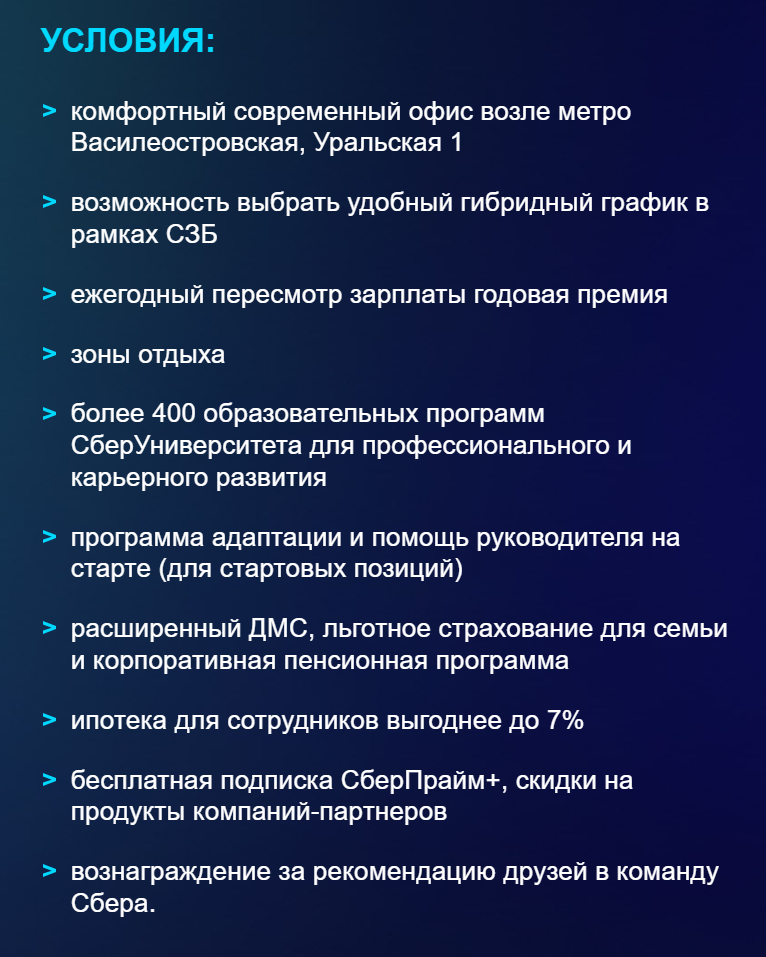 УСЛОВИЯ:
> комфортный современный офис возле метро
Василеостровская, Уральская 1
> возможность выбрать удобный гибридный график в
рамках СЗБ
> ежегодный пересмотр зарплаты годовая премия
> зоны отдыха
> более 400 образовательных программ
СберУниверситета для профессионального и
карьерного развития
> программа адаптации и помощь руководителя на
старте (для стартовых позиций)
> расширенный ДМС, льготное страхование для семьи
и корпоративная пенсионная программа
> ипотека для сотрудников выгоднее до 7%
> бесплатная подписка СберПрайм+, скидки на
продукты компаний-партнеров
> вознаграждение за рекомендацию друзей в команду
Сбера.